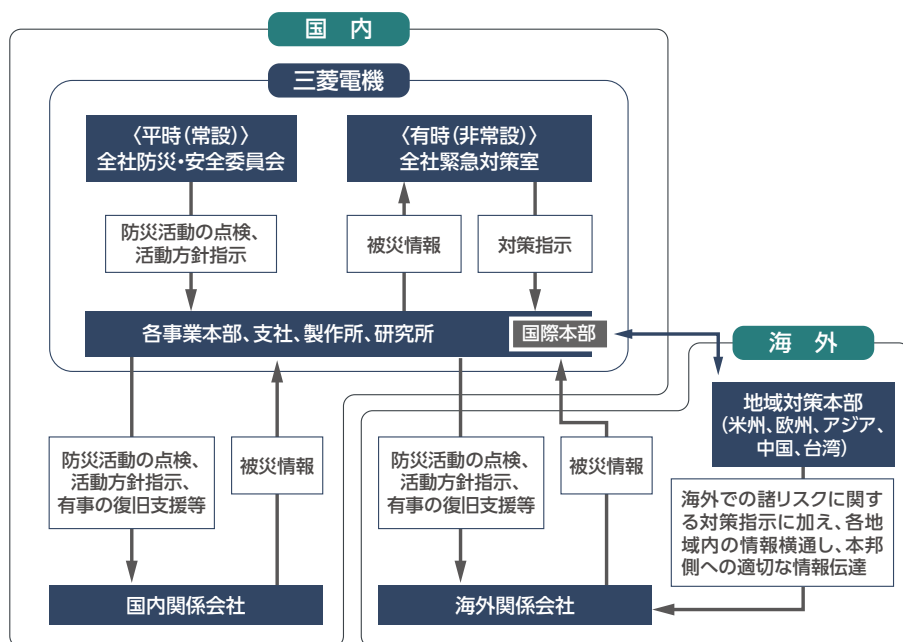 国内
三菱電機
〈平時(常設)〉
全社防災・安全委員会
〈有時(非常設)〉
全社緊急対策室
防災活動の点検、
活動方針指示
被災情報
対策指示
各事業本部、支社、製作所、研究所
国際本部
海外
地域対策本部
(米州、欧州、アジア、
中国、台湾)
防災活動の点検、
活動方針指示、
有事の復旧支援等
被災情報
防災活動の点検、
活動方針指示、
有事の復旧支援等
被災情報
海外での諸リスクに関す
る対策指示に加え、各地
域内の情報横通し、本邦
側への適切な情報伝達
国内関係会社
海外関係会社